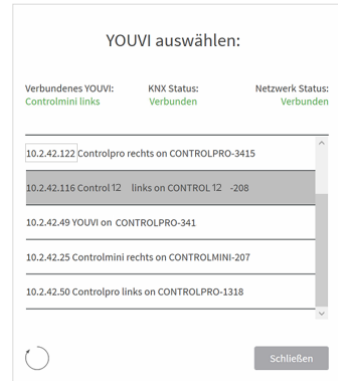 YOUVI auswählen:
Verbundenes YOUVI: KNX Status: Netzwerk Status:
Controlmini links Verbunden Verbunden
10.2.42.122 Controlpro rechts on CONTROLPRO-3415
10.2.42.116 Control 12 links on CONTROL 12 -208
10.2.42.49 YOUVI on CONTROLPRO-341
10.2.42.25 Controlmini rechts on CONTROLMINI-207
10.2.42.50 Controlpro links on CONTROLPRO-1318
Schließen